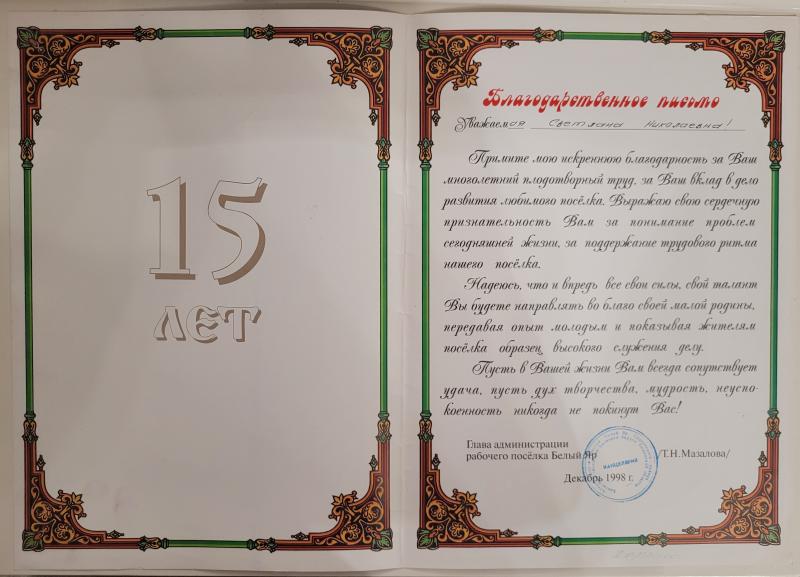 15
ЛЕТ
Благодарственное письмо
Уважаемая Светлана Николаевна!
Примите мою искреннюю благодарность за Ваш
многолетний плодотворный труд, за Ваш вклад в дело
развития любимого посёлка. Выражаю свою сердечную
признательность Вам за понимание проблем
сегодняшней жизни, за поддержание трудового ритма
нашего посёлка.
Надеюсь, что и впредь все свои силы, свой талант
Вы будете направлять во благо своей малой родины,
передавая опыт молодым и показывая жителям
посёлка образец высокого служения делу.
Пусть в Вашей жизни Вам всегда сопутствует
удача, пусть дух творчества, мудрость, неуспо-
коенность никогда не покинут Вас!
Глава администрации
рабочего посёлка Белый Яр /Т.Н.Мазалова/
КАНЦЕЛЯРИЯ
Декабрь 1998 г.